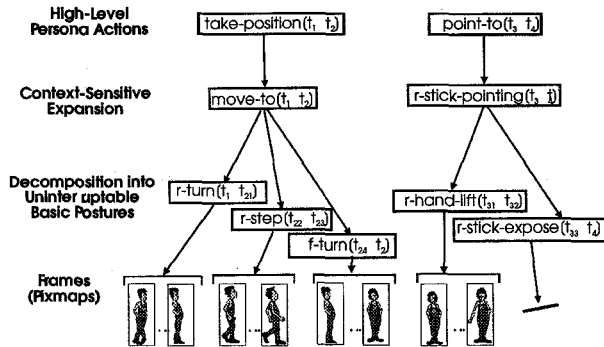 High-Level
Persona Actions
take-position(t1 t2)
point-to(t3 t4)
Context-Sensitive
Expansion
move-to(t1 t2)
r-stick-pointing(t3 t4)
Decomposition into
Uninterruptable
Basic Postures
r-turn(t1 t21)
r-hand-lift(t31 t32)
r-step(t22 t23)
r-stick-expose(t33 t4)
f-turn(t24 t2)
Frames
(Pixmaps)
... ... ... ...